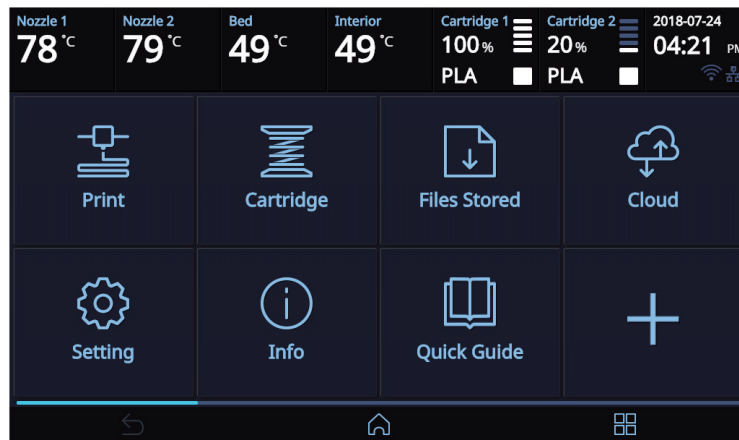 Nozzle 1
78 °C
Nozzle 2
79 °C
Bed
49 °C
Interior
49 °C
Cartridge 1
100 %
PLA
Cartridge 2
20 %
PLA
2018-07-24
04:21 PM
Print
Cartridge
Files Stored
Cloud
Setting
Info
Quick Guide